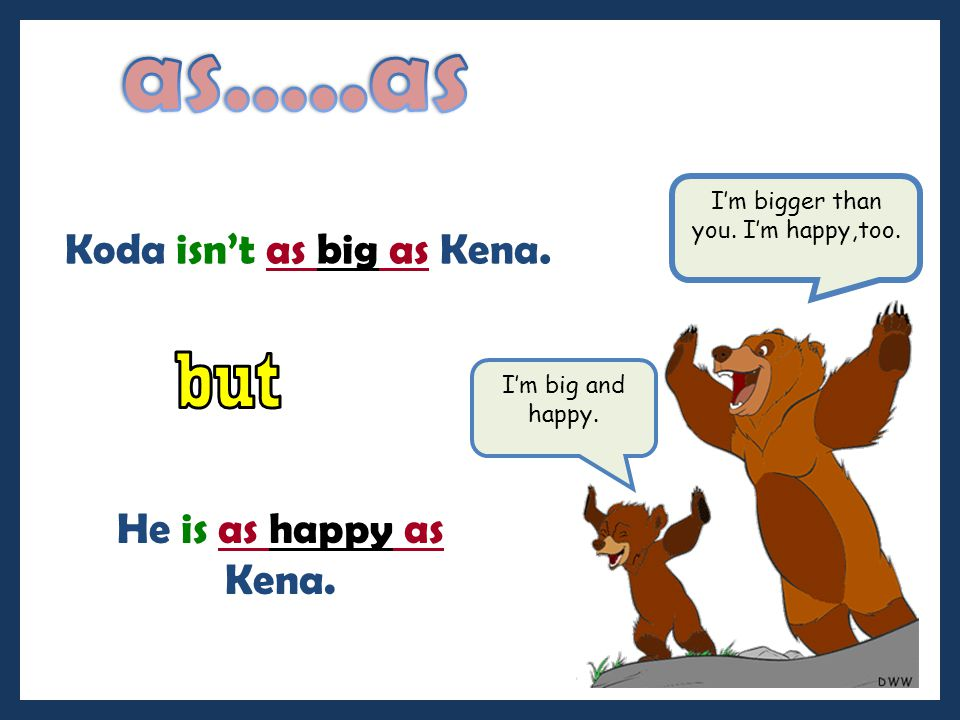 as.....as
I'm bigger than
you. I'm happy,too.
Koda isn't as big as Kena.
but
I'm big and
happy.
He is as happy as
Kena.
DWW